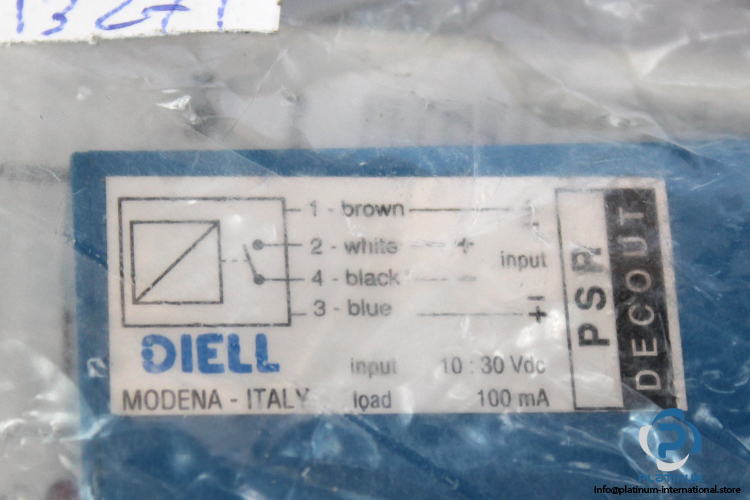 1 - brown
2 - white
4 - black
3 - blue
input
DIELL
MODENA - ITALY
input 10 : 30 Vdc
load 100 mA
DECOUT
Info@platinum-international.store